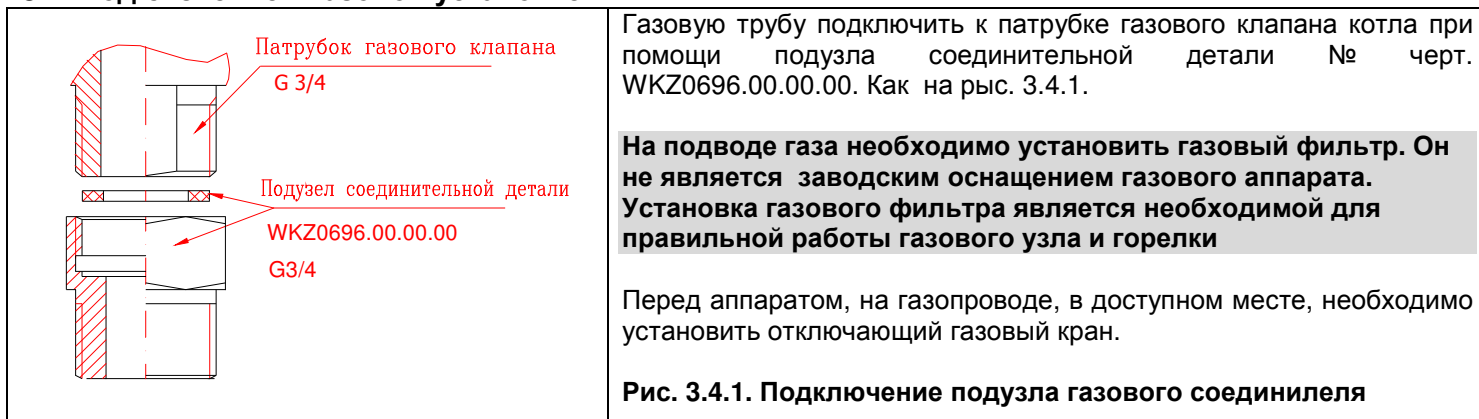 Патрубок газового клапана
G 3/4
Подузел соединительной детали
WKZ0696.00.00.00
G3/4
Газовую трубу подключить к патрубке газового клапана котла при
помощи подузла соединительной детали № черт.
WKZ0696.00.00.00. Как на рыс. 3.4.1.
На подводе газа необходимо установить газовый фильтр. Он
не является заводским оснащением газового аппарата.
Установка газового фильтра является необходимой для
правильной работы газового узла и горелки
Перед аппаратом, на газопроводе, в доступном месте, необходимо
установить отключающий газовый кран.
Рис. 3.4.1. Подключение подузла газового соединилеля